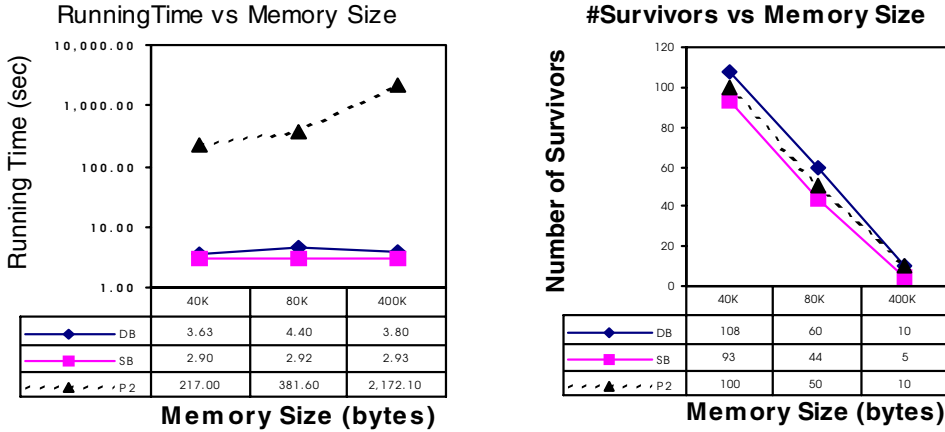 RunningTime vs Memory Size
Running Time (sec)
10,000.00
1,000.00
100.00
10.00
1.00
40K 80K 400K
DB 3.63 4.40 3.80
SB 2.90 2.92 2.93
P2 217.00 381.60 2,172.10
Memory Size (bytes)
#Survivors vs Memory Size
Number of Survivors
120
100
80
60
40
20
0
40K 80K 400K
DB 108 60 10
SB 93 44 5
P2 100 50 10
Memory Size (bytes)